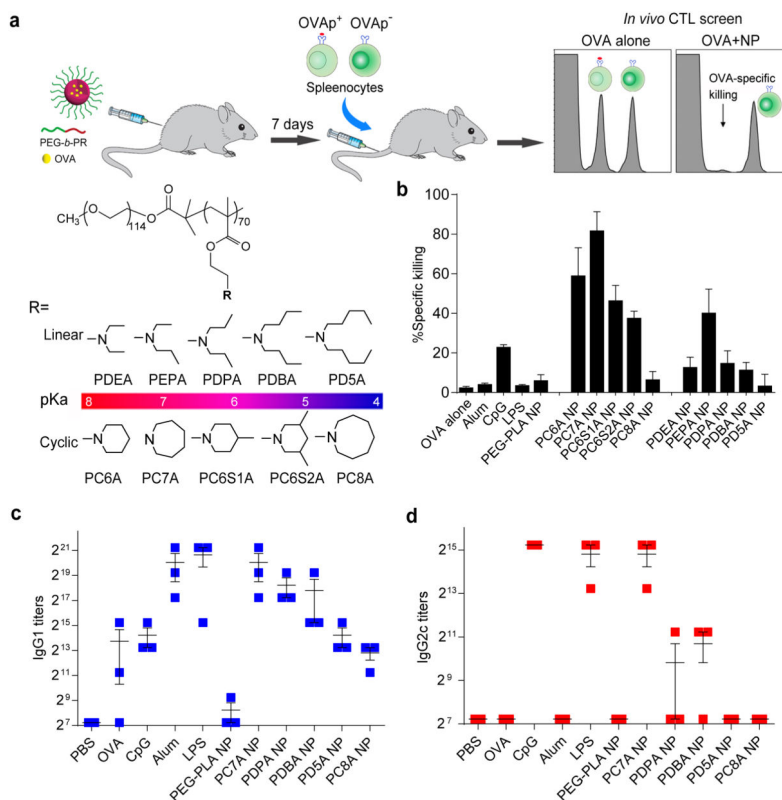 a
OVAp+ OVAp-
Spleenocytes
In vivo CTL screen
OVA alone
OVA+NP
OVA-specific
killing
PEG-b-PR
OVA
7 days
CH3 O 114 O O 70
O O
R
R=
Linear
N N N N N
PDEA PEPA PDPA PDBA PD5A
pKa
8 7 6 5 4
Cyclic
N N N N N
PC6A PC7A PC6S1A PC6S2A PC8A
b
%Specific killing
100
80
60
40
20
0
OVA alone
Alum
CpG
LPS
PEG-PLA NP
PC6A NP
PC7A NP
PC6S1A NP
PC6S2A NP
PC8A NP
PDEA NP
PEPA NP
PDPA NP
PDBA NP
PD5A NP
c
IgG1 titers
2^21
2^19
2^17
2^15
2^13
2^11
2^9
2^7
PBS
OVA
CpG
Alum
LPS
PEG-PLA NP
PC7A NP
PDPA NP
PDBA NP
PD5A NP
PC8A NP
d
IgG2c titers
2^15
2^13
2^11
2^9
2^7
PBS
OVA
CpG
Alum
LPS
PEG-PLA NP
PC7A NP
PDPA NP
PDBA NP
PD5A NP
PC8A NP